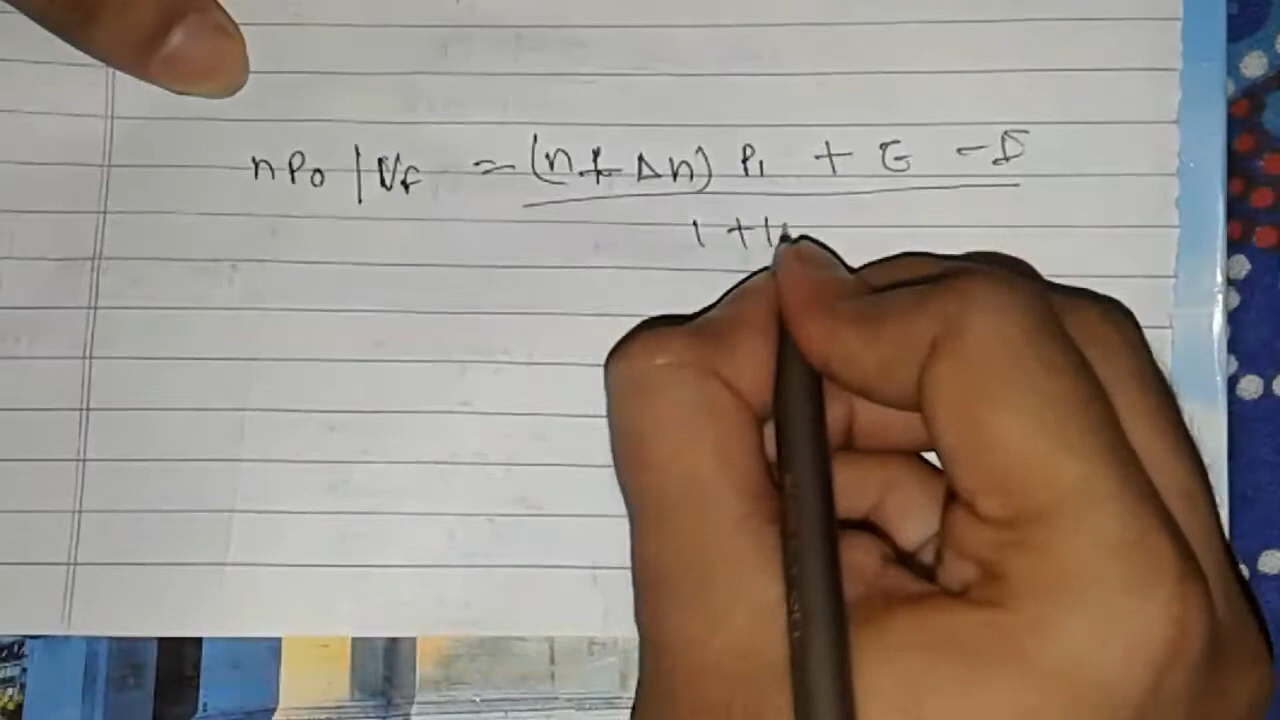 nP₀ | Vf = (n + Δn) P₁ + E - I
1 + k